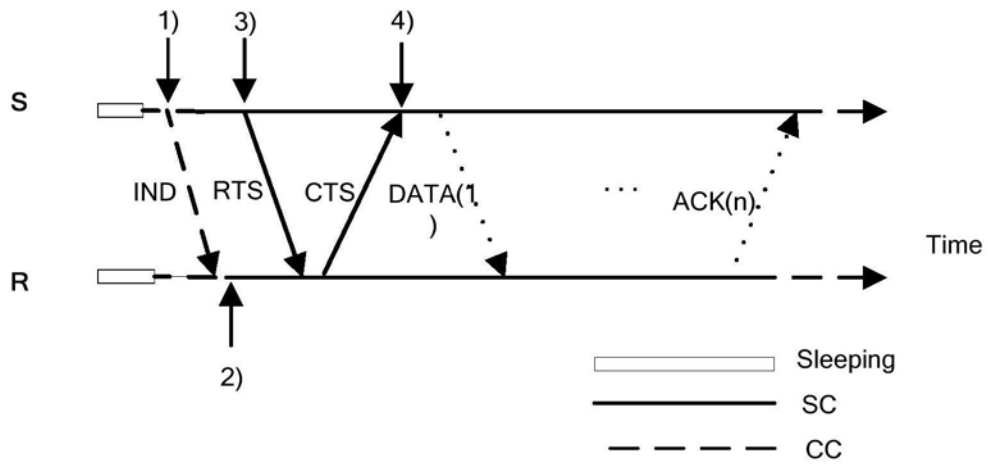 1) 3) 4)
S
IND RTS CTS DATA(1
)
... ACK(n)
Time
R
2)
Sleeping
SC
CC